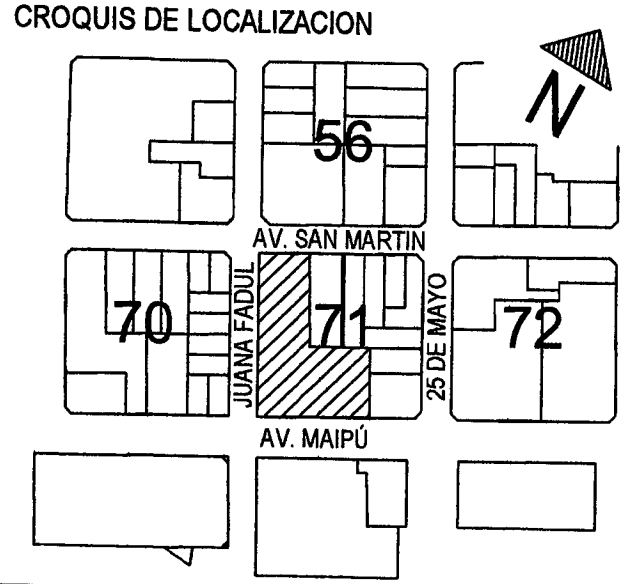 CROQUIS DE LOCALIZACION
N
56
AV. SAN MARTIN
70
JUANA FADUL
71
25 DE MAYO
72
AV. MAIPÚ